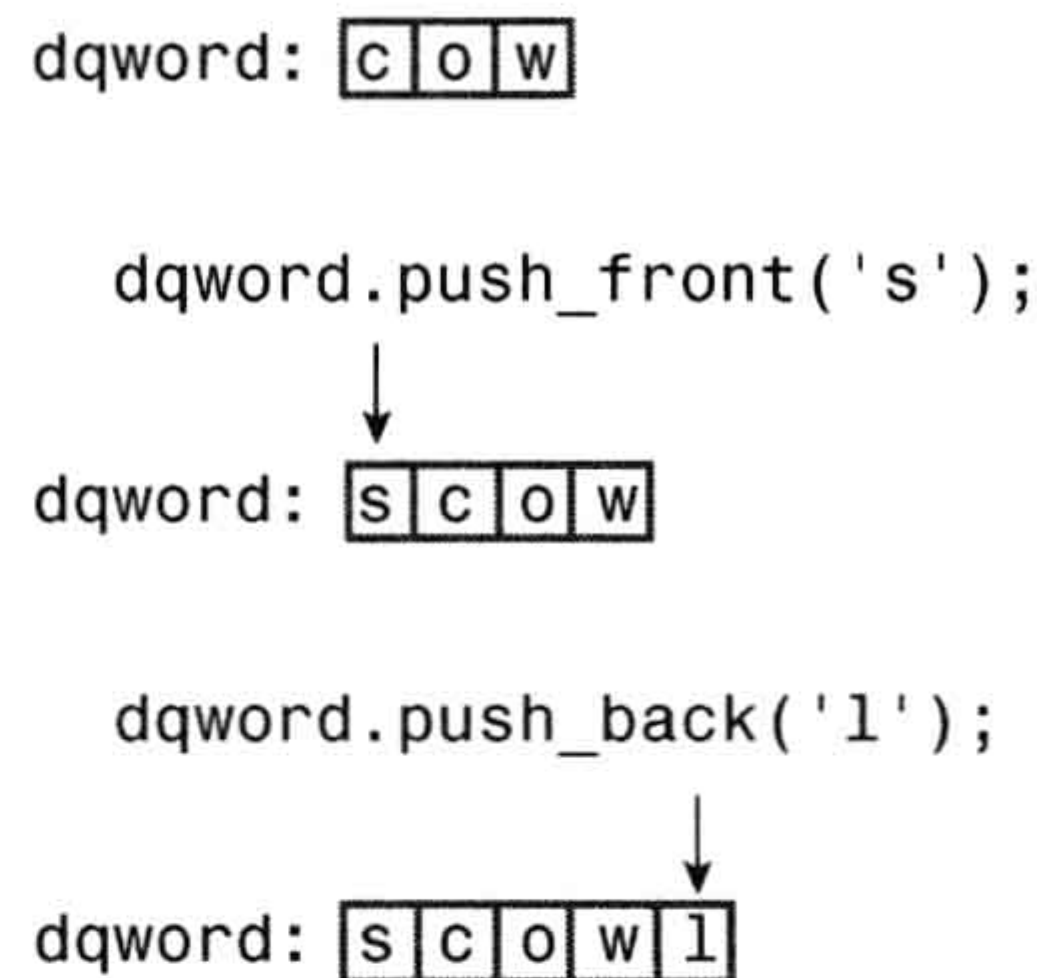 dqword: c o w
dqword.push_front('s');
dqword: s c o w
dqword.push_back('l');
dqword: s c o w l